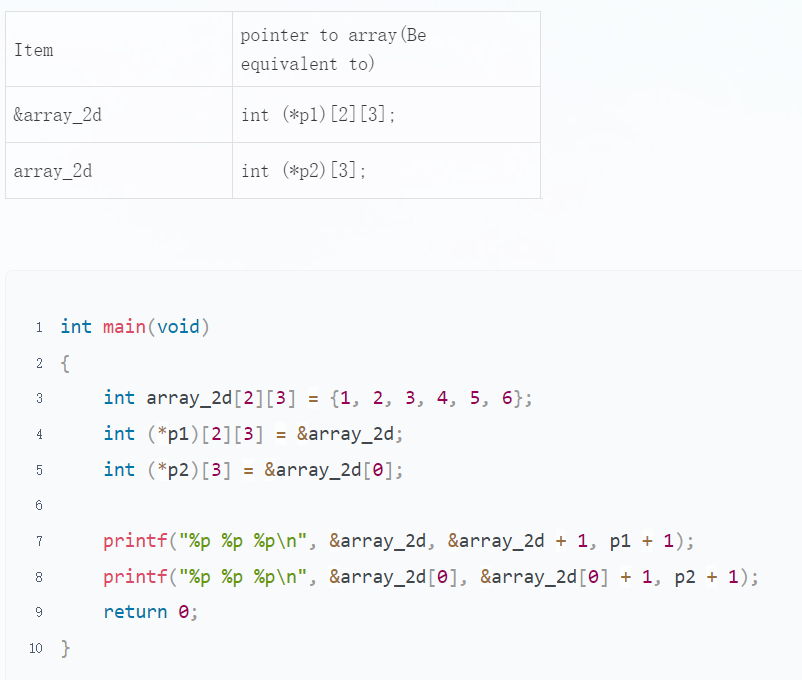 Item
pointer to array(Be
equivalent to)
&array_2d
int (*p1)[2][3];
array_2d
int (*p2)[3];
1 int main(void)
2 {
3     int array_2d[2][3] = {1, 2, 3, 4, 5, 6};
4     int (*p1)[2][3] = &array_2d;
5     int (*p2)[3] = &array_2d[0];
6
7     printf("%p %p %p\n", &array_2d, &array_2d + 1, p1 + 1);
8     printf("%p %p %p\n", &array_2d[0], &array_2d[0] + 1, p2 + 1);
9     return 0;
10 }